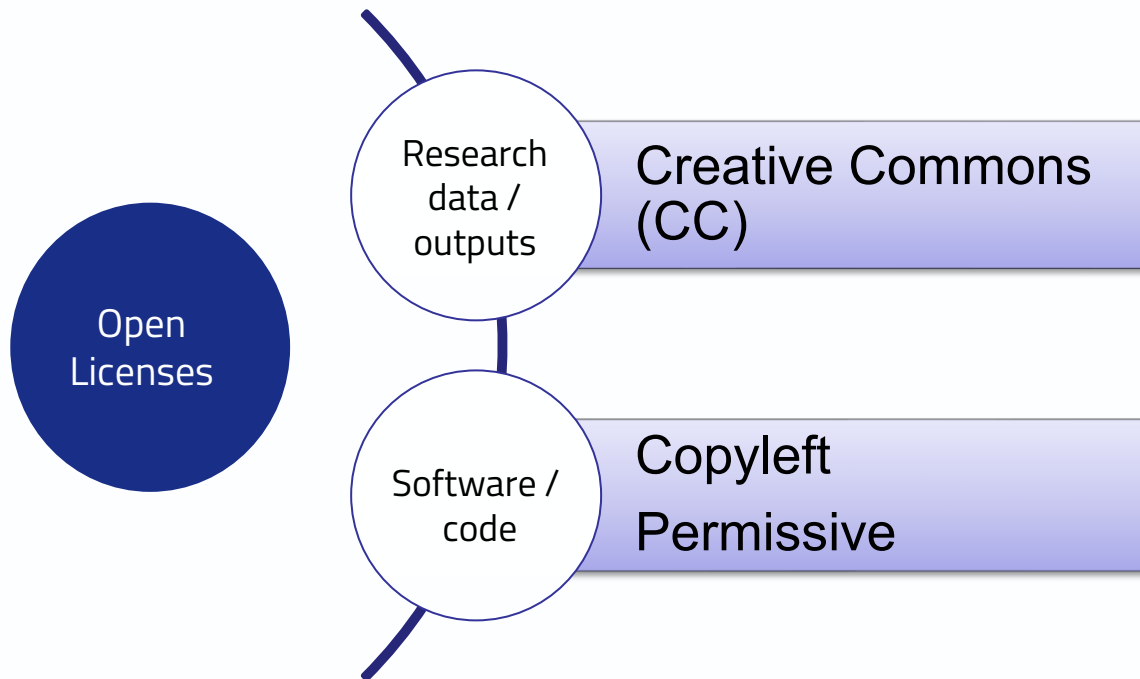 Open
Licenses
Research
data /
outputs
Creative Commons
(CC)
Software /
code
Copyleft
Permissive